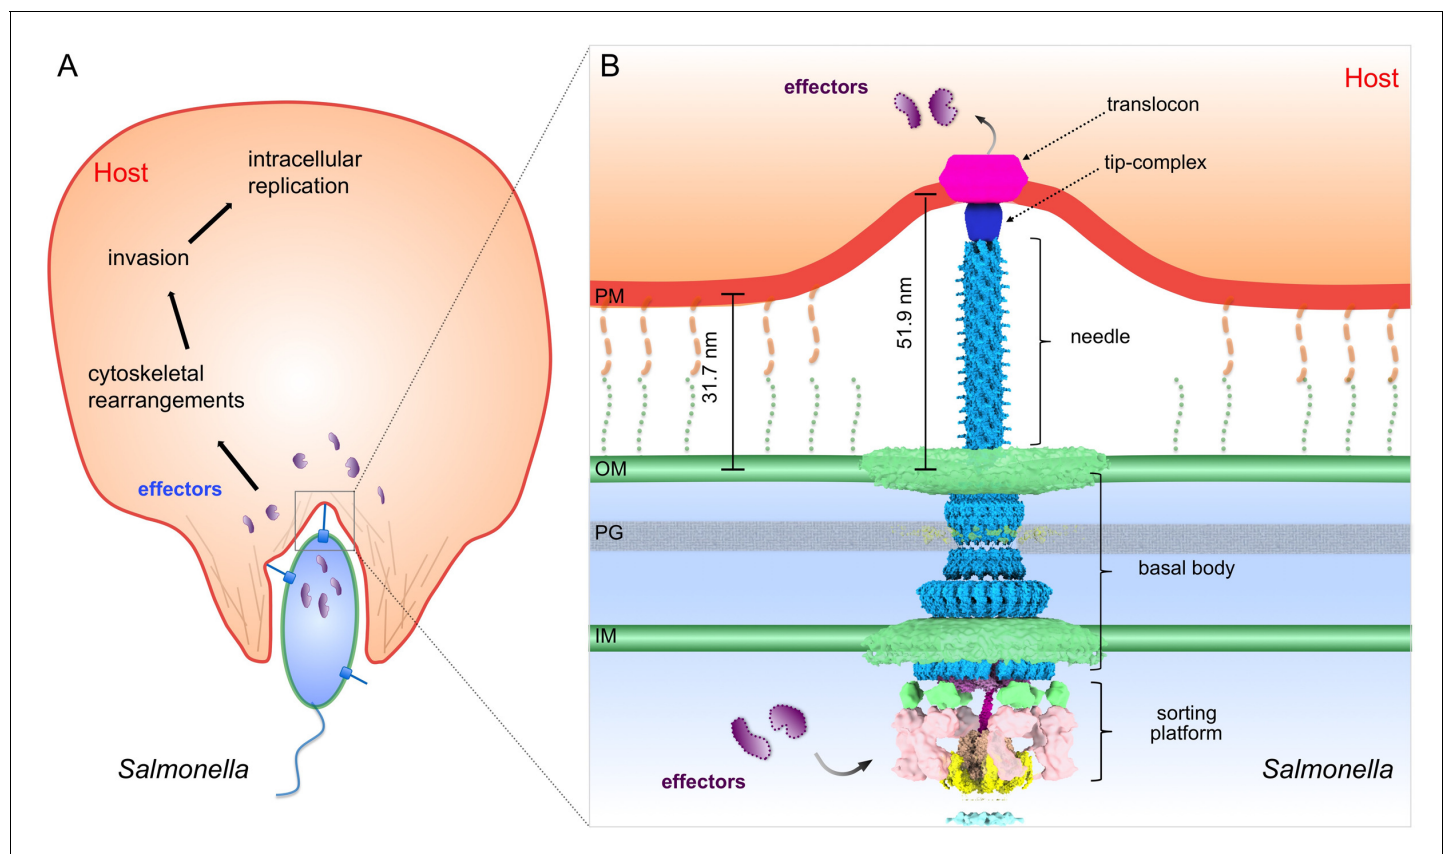 A
Host
intracellular
replication
invasion
cytoskeletal
rearrangements
effectors
Salmonella
B
Host
effectors
translocon
tip-complex
PM
31.7 nm
51.9 nm
needle
OM
PG
basal body
IM
sorting
platform
effectors
Salmonella